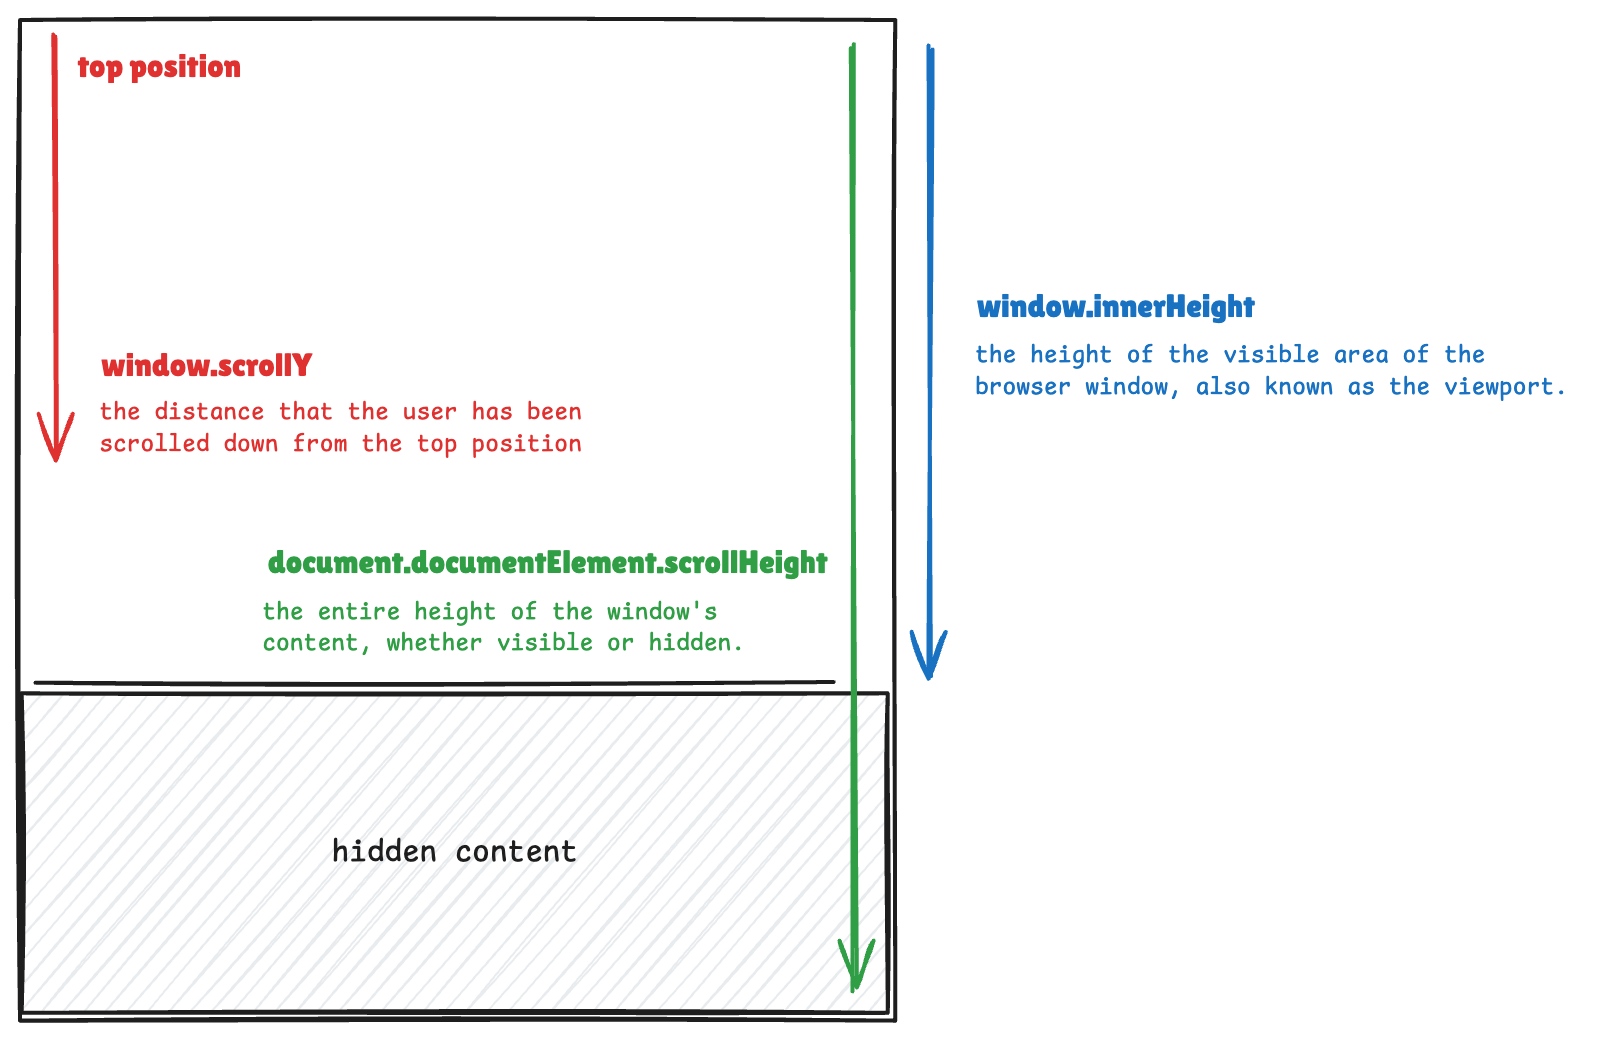 top position
window.innerHeight
the height of the visible area of the
browser window, also known as the viewport.
window.scrollY
the distance that the user has been
scrolled down from the top position
document.documentElement.scrollHeight
the entire height of the window's
content, whether visible or hidden.
hidden content